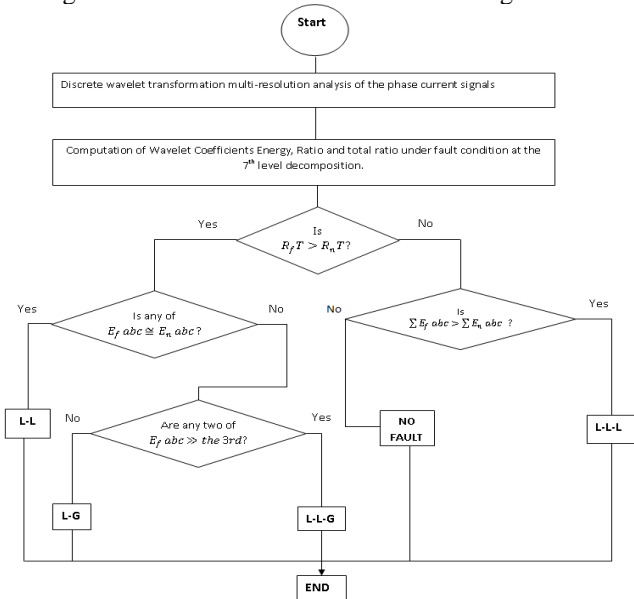 Start
Discrete wavelet transformation multi-resolution analysis of the phase current signals
Computation of Wavelet Coefficients Energy, Ratio and total ratio under fault condition at the
7th level decomposition.
Yes
Is
R_f T > R_n T?
No
Yes
Is any of
E_f abc ≅ E_n abc?
No
No
Is
∑ E_f abc > ∑ E_n abc ?
Yes
L-L
No
Are any two of
E_f abc ≫ the 3rd?
Yes
NO
FAULT
L-L-L
L-G
L-L-G
END